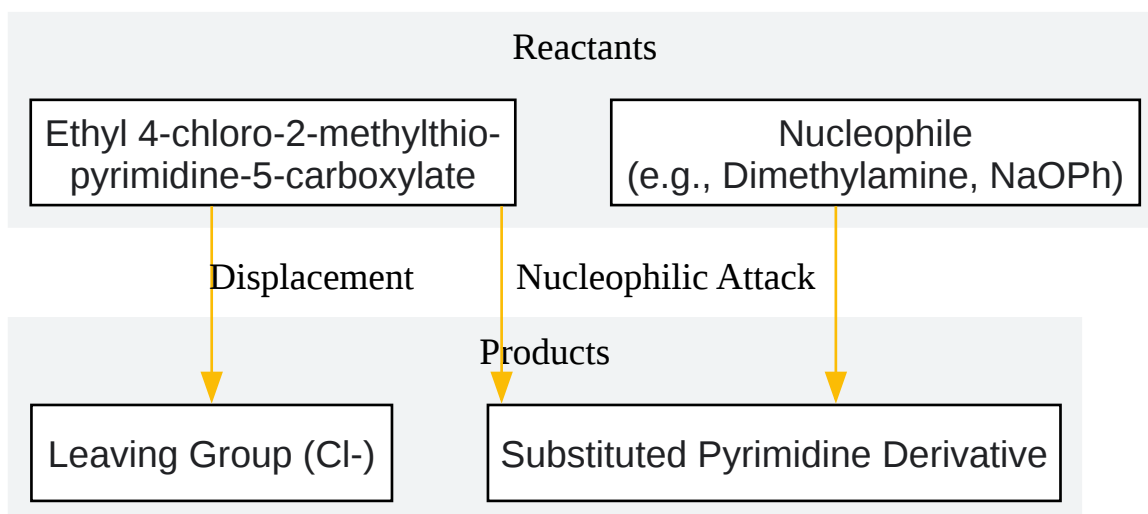 Reactants
Ethyl 4-chloro-2-methylthio-
pyrimidine-5-carboxylate
Nucleophile
(e.g., Dimethylamine, NaOPh)
Displacement
Nucleophilic Attack
Products
Leaving Group (Cl-)
Substituted Pyrimidine Derivative